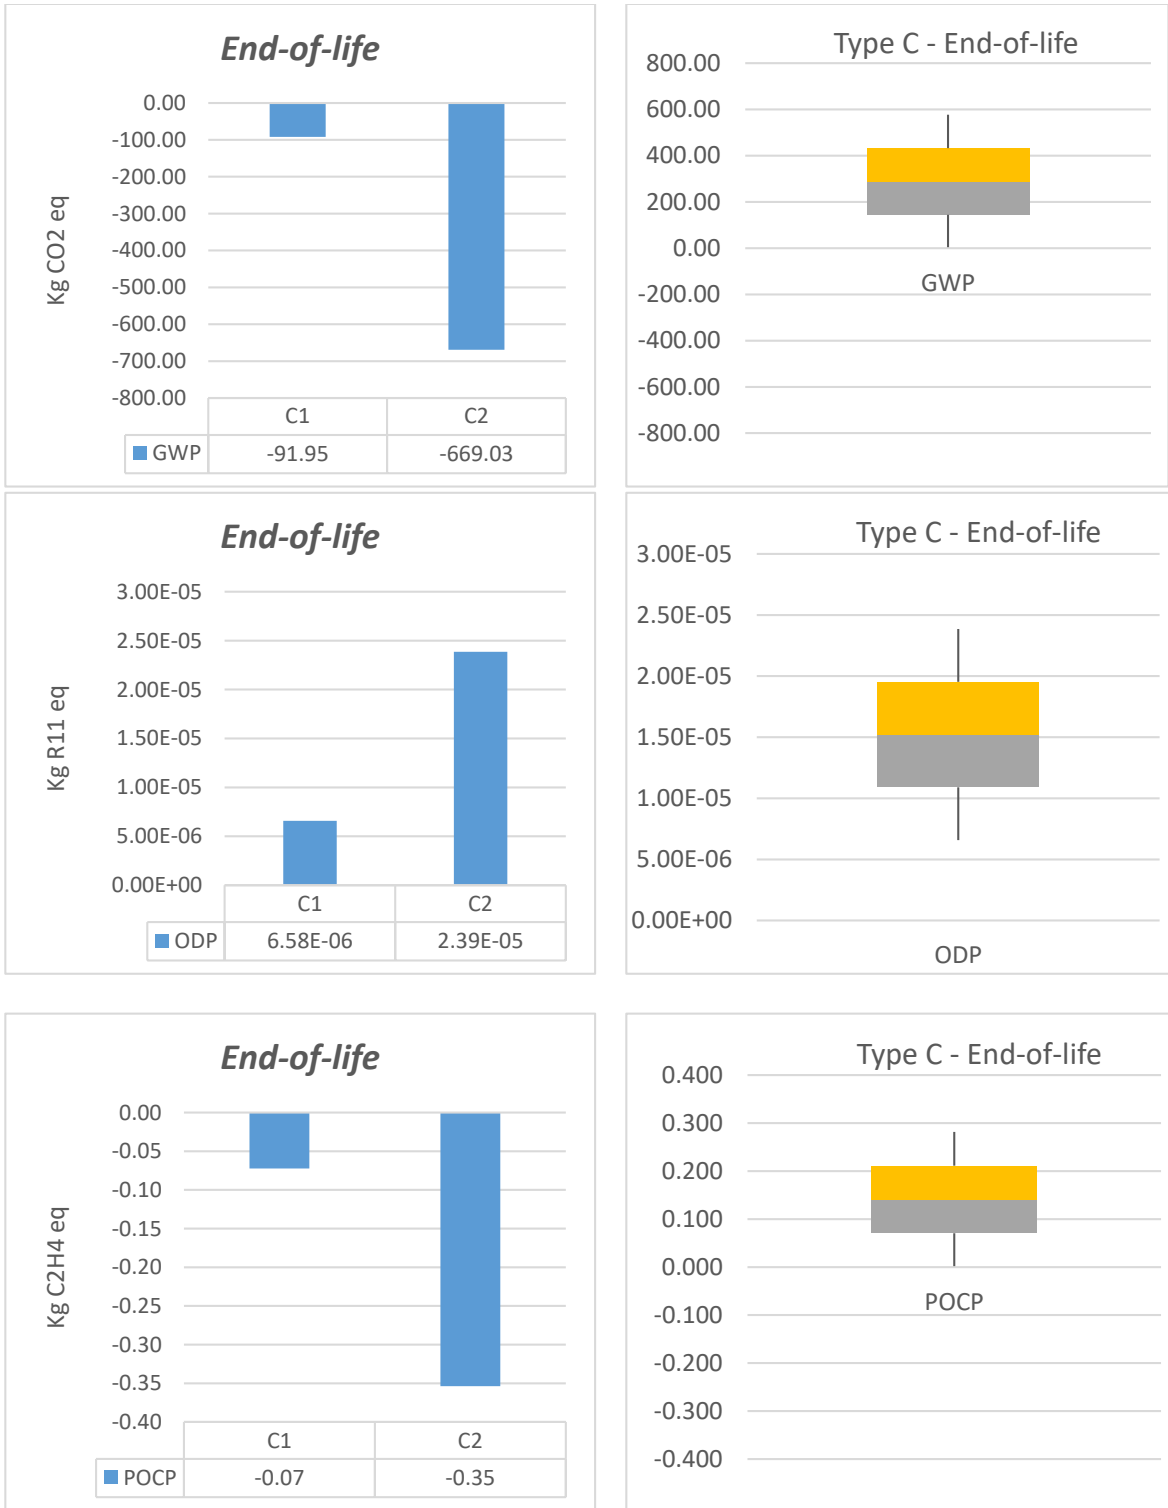 End-of-life
Kg CO2 eq
0.00
-100.00
-200.00
-300.00
-400.00
-500.00
-600.00
-700.00
-800.00
C1 C2
GWP -91.95 -669.03
Type C - End-of-life
800.00
600.00
400.00
200.00
0.00
-200.00
-400.00
-600.00
-800.00
GWP
End-of-life
Kg R11 eq
3.00E-05
2.50E-05
2.00E-05
1.50E-05
1.00E-05
5.00E-06
0.00E+00
C1 C2
ODP 6.58E-06 2.39E-05
Type C - End-of-life
3.00E-05
2.50E-05
2.00E-05
1.50E-05
1.00E-05
5.00E-06
0.00E+00
ODP
End-of-life
Kg C2H4 eq
0.00
-0.05
-0.10
-0.15
-0.20
-0.25
-0.30
-0.35
-0.40
C1 C2
POCP -0.07 -0.35
Type C - End-of-life
0.400
0.300
0.200
0.100
0.000
-0.100
-0.200
-0.300
-0.400
POCP